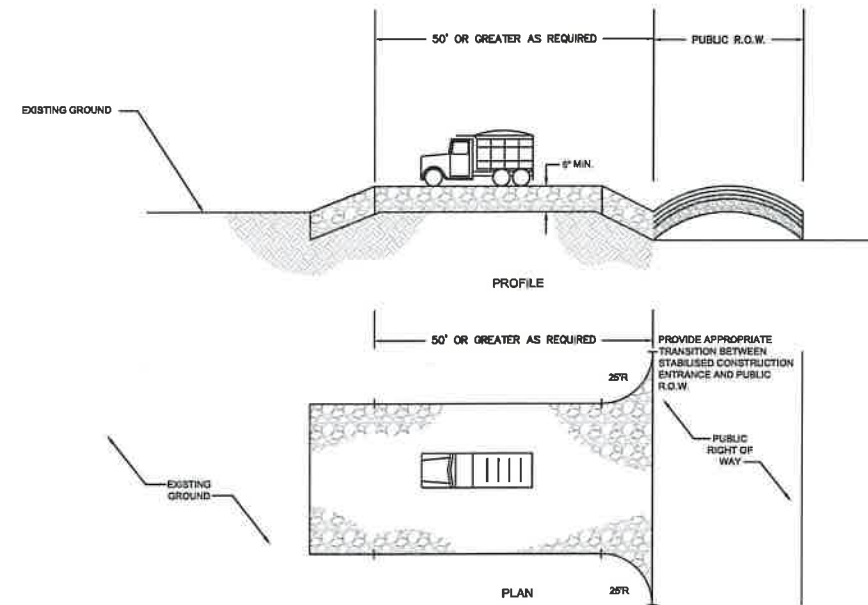 50' OR GREATER AS REQUIRED
PUBLIC R.O.W.
EXISTING GROUND
6" MIN.
PROFILE
50' OR GREATER AS REQUIRED
PROVIDE APPROPRIATE
TRANSITION BETWEEN
STABILISED CONSTRUCTION
ENTRANCE AND PUBLIC
R.O.W.
25'R
PUBLIC
RIGHT OF
WAY
EXISTING
GROUND
PLAN
25'R